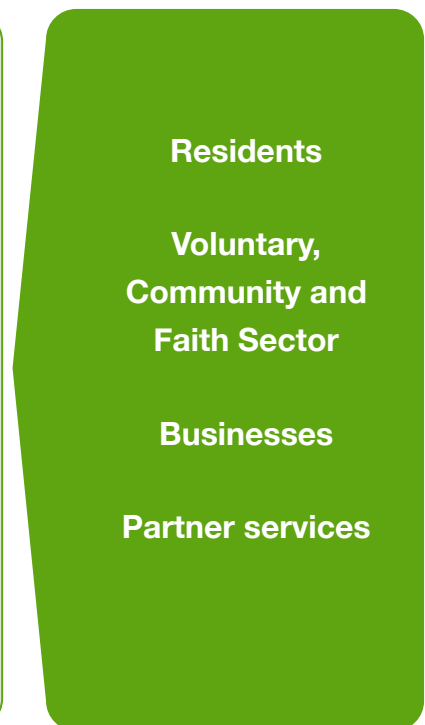 Residents
Voluntary,
Community and
Faith Sector
Businesses
Partner services